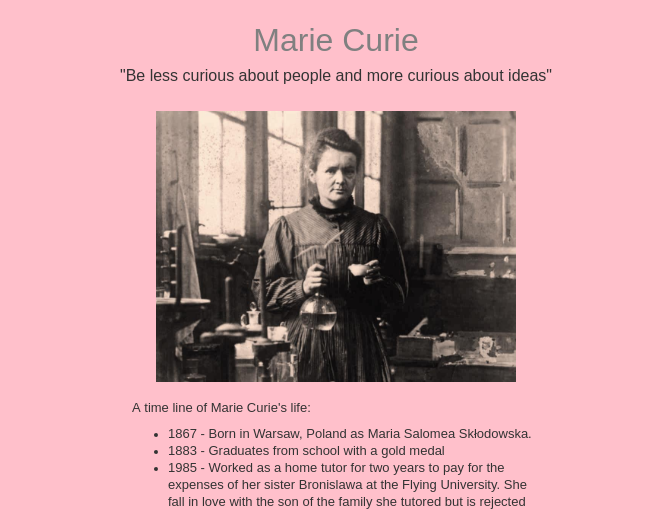 Marie Curie
"Be less curious about people and more curious about ideas"
A time line of Marie Curie's life:
• 1867 - Born in Warsaw, Poland as Maria Salomea Skłodowska.
• 1883 - Graduates from school with a gold medal
• 1985 - Worked as a home tutor for two years to pay for the
expenses of her sister Bronislawa at the Flying University. She
fall in love with the son of the family she tutored but is rejected